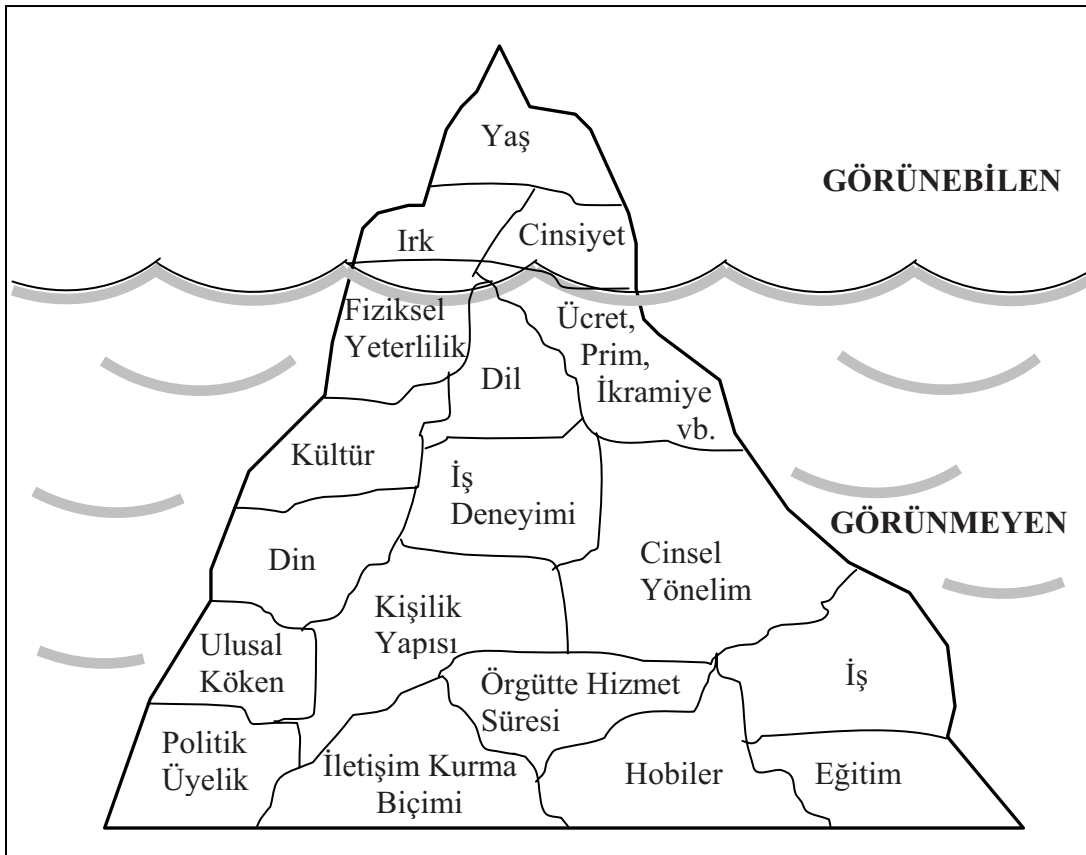 Yaş
GÖRÜNEBİLEN
Irk
Cinsiyet
Fiziksel
Yeterlilik
Dil
Ücret,
Prim,
İkramiye
vb.
Kültür
İş
Deneyimi
GÖRÜNMEYEN
Din
Cinsel
Yönelim
Kişilik
Yapısı
Ulusal
Köken
Örgütte Hizmet
Süresi
İş
Politik
Üyelik
İletişim Kurma
Biçimi
Hobiler
Eğitim